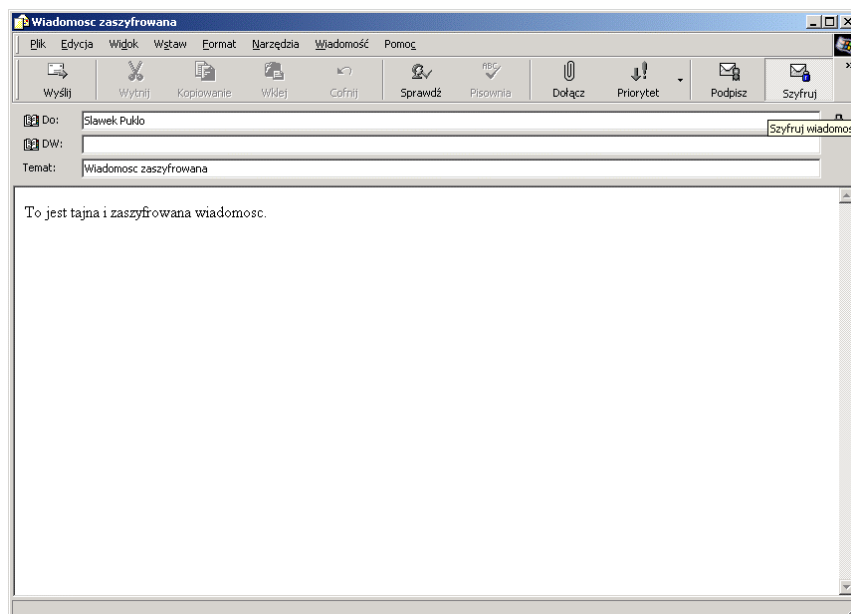 Wiadomosc zaszyfrowana
Plik Edycja Widok Wstaw Format Narzędzia Wiadomość Pomoc
Wyślij Wytnij Kopiowanie Wklej Cofnij Sprawdź Pisownia Dołącz Priorytet Podpisz Szyfruj
Do: Slawek Puklo
Szyfruj wiadomos
DW:
Temat: Wiadomosc zaszyfrowana
To jest tajna i zaszyfrowana wiadomosc.